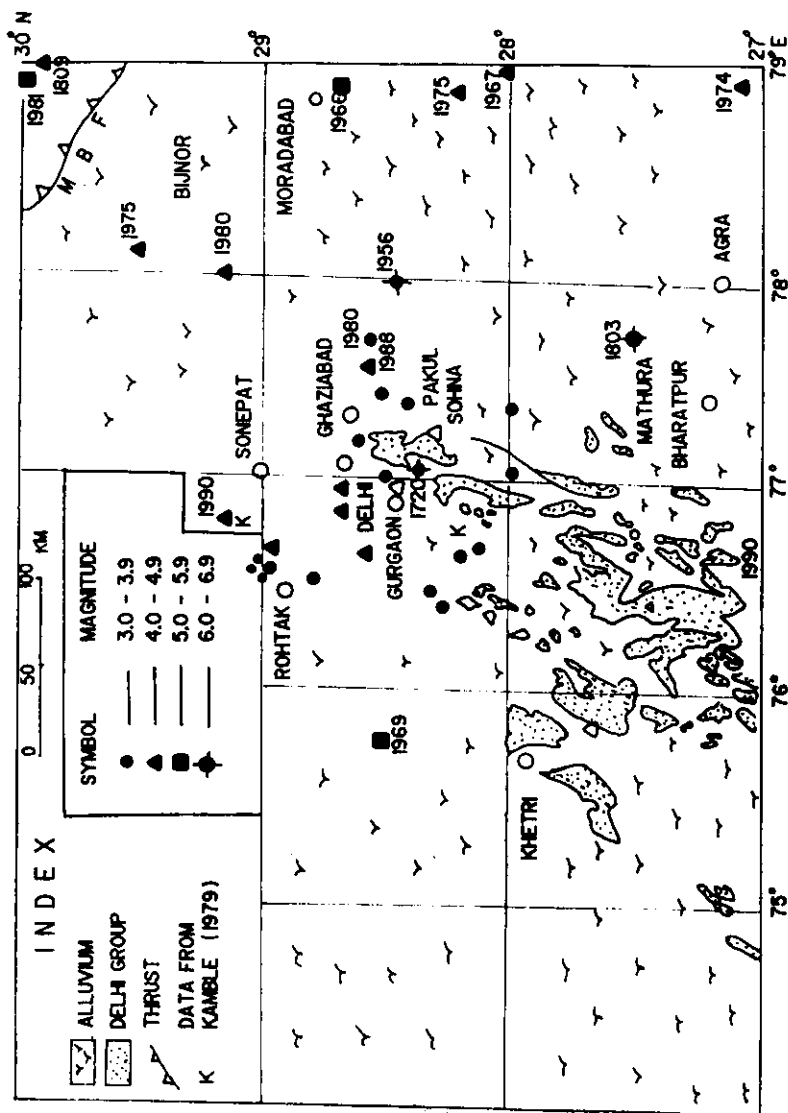 INDEX
ALLUVIUM
DELHI GROUP
THRUST
K DATA FROM
KAMBLE (1979)
0 50 100
KM
SYMBOL MAGNITUDE
3.0 - 3.9
4.0 - 4.9
5.0 - 5.9
6.0 - 6.9
30° N
1981
1809
M B F
1975
BIJNOR
1980
1990
K
SONEPAT
29°
ROHTAK
MORADABAD
1966
GHAZIABAD
1980
1988
1956
DELHI
1969
1975
GURGAON
1720
PAKUL
SOHNA
K
1967
28°
KHETRI
1803
MATHURA
BHARATPUR
AGRA
1974
1990
75°
76°
77°
78°
79° E
27°